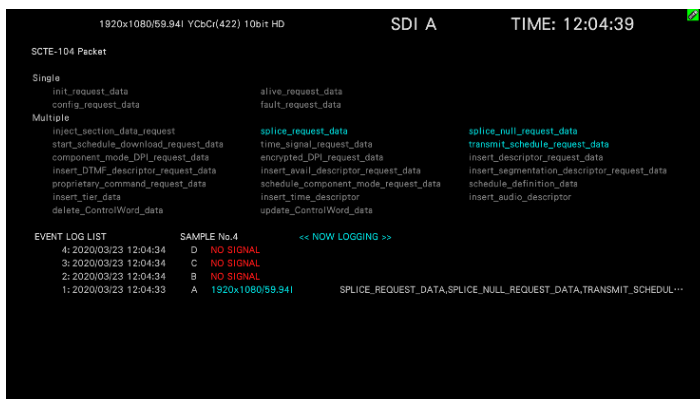 1920x1080/59.94I YCbCr(422) 10bit HD SDI A TIME: 12:04:39
SCTE-104 Packet
Single
init_request_data alive_request_data
config_request_data fault_request_data
Multiple
inject_section_data_request splice_request_data splice_null_request_data
start_schedule_download_request_data time_signal_request_data transmit_schedule_request_data
component_mode_DPI_request_data encrypted_DPI_request_data insert_descriptor_request_data
insert_DTMF_descriptor_request_data insert_avail_descriptor_request_data insert_segmentation_descriptor_request_data
proprietary_command_request_data schedule_component_mode_request_data schedule_definition_data
insert_tier_data insert_time_descriptor insert_audio_descriptor
delete_ControlWord_data update_ControlWord_data
EVENT LOG LIST SAMPLE No.4 << NOW LOGGING >>
4: 2020/03/23 12:04:34 D NO SIGNAL
3: 2020/03/23 12:04:34 C NO SIGNAL
2: 2020/03/23 12:04:34 B NO SIGNAL
1: 2020/03/23 12:04:33 A 1920x1080/59.94I SPLICE_REQUEST_DATA,SPLICE_NULL_REQUEST_DATA,TRANSMIT_SCHEDUL⋯